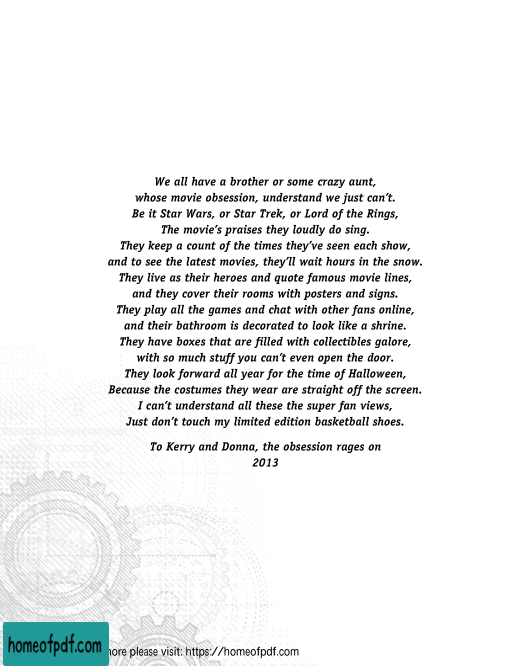 We all have a brother or some crazy aunt,
whose movie obsession, understand we just can't.
Be it Star Wars, or Star Trek, or Lord of the Rings,
The movie's praises they loudly do sing.
They keep a count of the times they've seen each show,
and to see the latest movies, they'll wait hours in the snow.
They live as their heroes and quote famous movie lines,
and they cover their rooms with posters and signs.
They play all the games and chat with other fans online,
and their bathroom is decorated to look like a shrine.
They have boxes that are filled with collectibles galore,
with so much stuff you can't even open the door.
They look forward all year for the time of Halloween,
Because the costumes they wear are straight off the screen.
I can't understand all these the super fan views,
Just don't touch my limited edition basketball shoes.
To Kerry and Donna, the obsession rages on
2013
homeofpdf.com ore please visit: https://homeofpdf.com